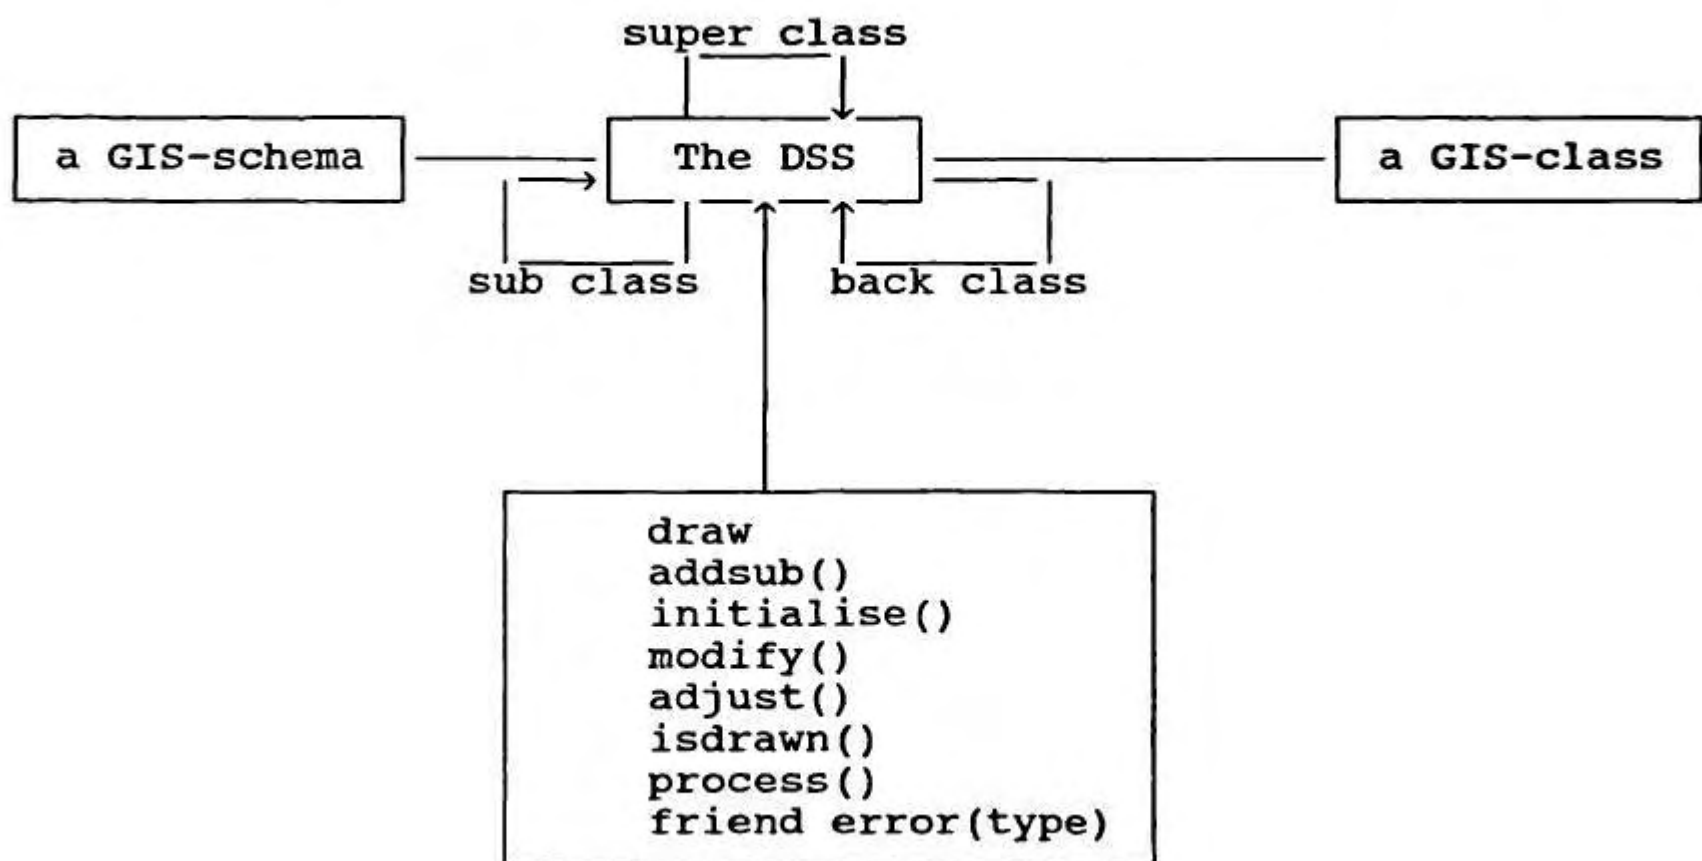 super class
a GIS-schema
The DSS
a GIS-class
sub class
back class
draw
addsub()
initialise()
modify()
adjust()
isdrawn()
process()
friend error(type)